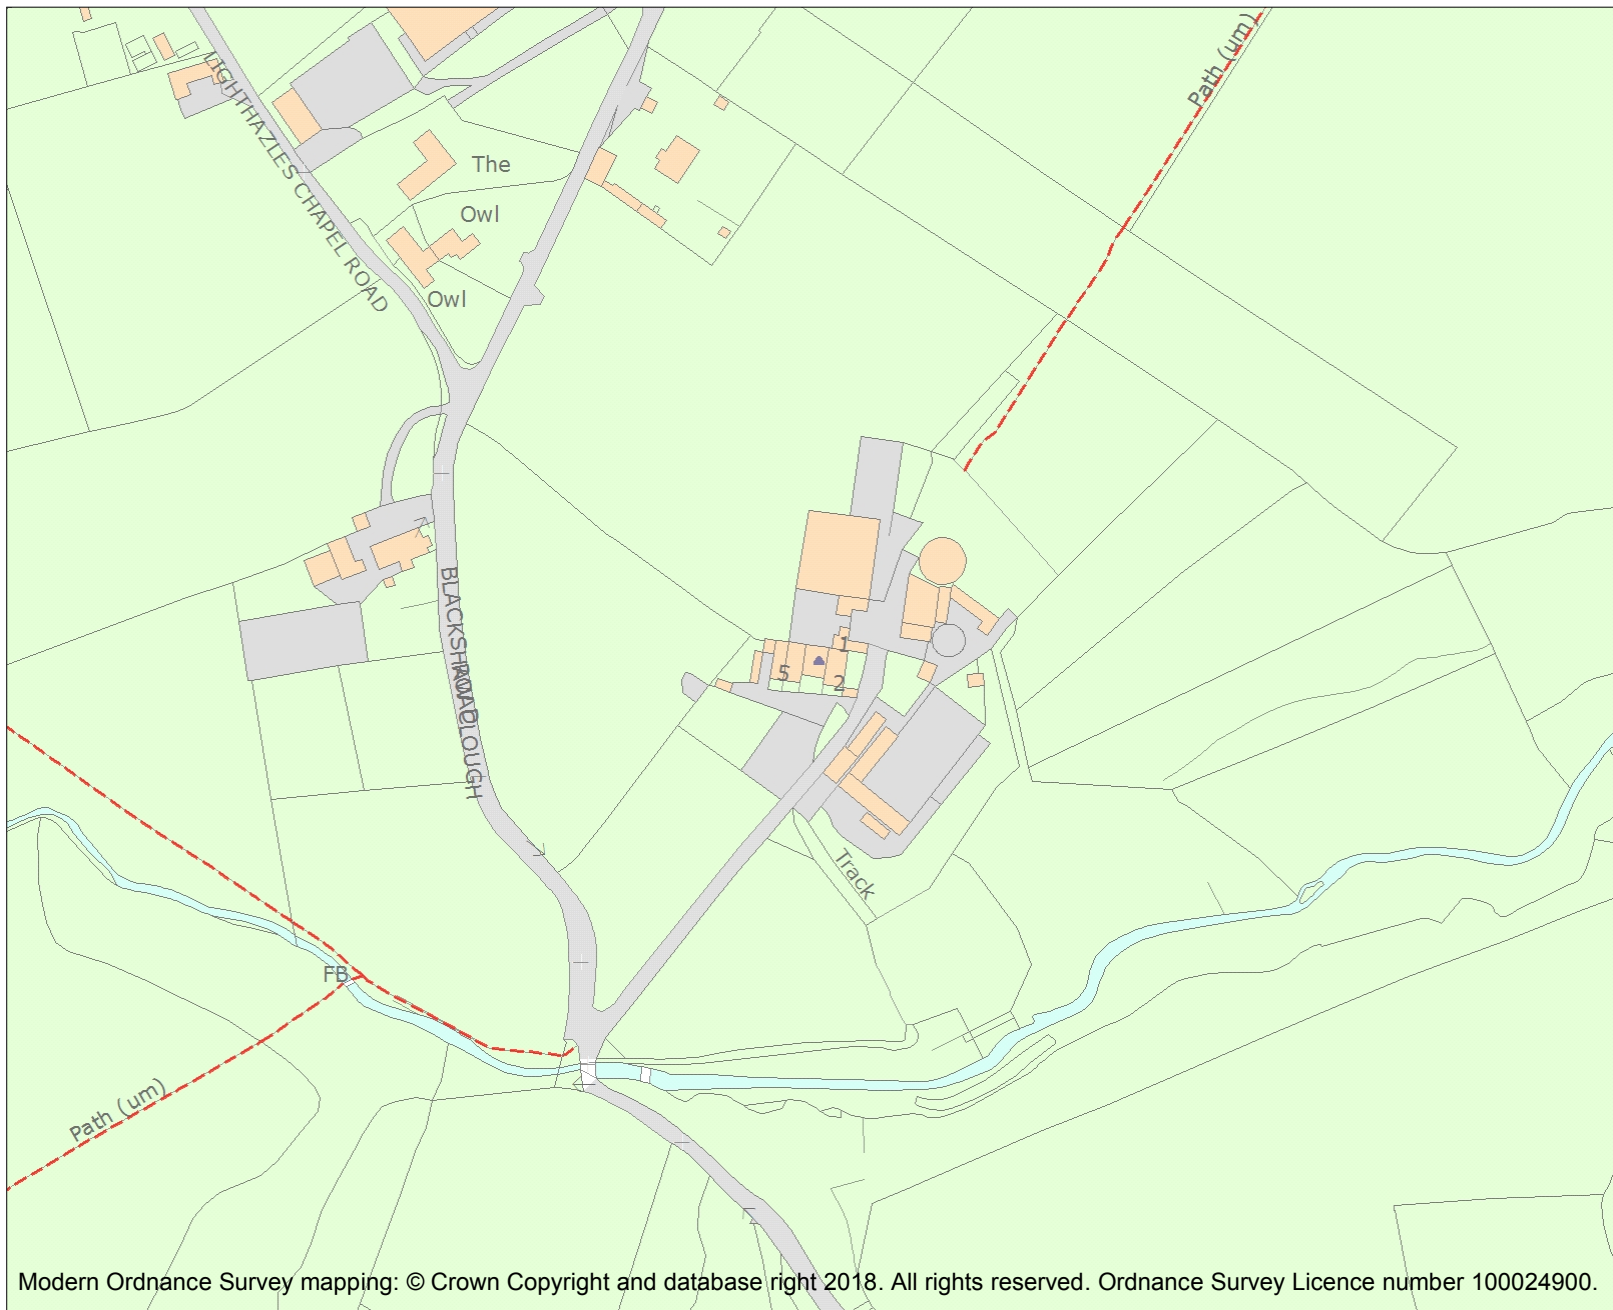 Path (um)
LIGHTHAZLES CHAPEL ROAD
The
Owl
Owl
BLACKSHAW CLOUGH
ROAD
1
5
2
Track
FB
Path (um)
Modern Ordnance Survey mapping: © Crown Copyright and database right 2018. All rights reserved. Ordnance Survey Licence number 100024900.